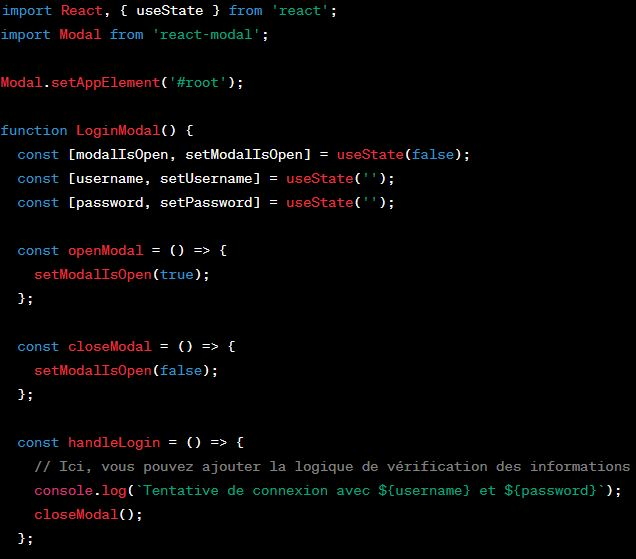 import React, { useState } from 'react';
import Modal from 'react-modal';
Modal.setAppElement('#root');
function LoginModal() {
const [modalIsOpen, setModalIsOpen] = useState(false);
const [username, setUsername] = useState('');
const [password, setPassword] = useState('');
const openModal = () => {
setModalIsOpen(true);
};
const closeModal = () => {
setModalIsOpen(false);
};
const handleLogin = () => {
// Ici, vous pouvez ajouter la logique de vérification des informations
console.log(`Tentative de connexion avec ${username} et ${password}`);
closeModal();
};